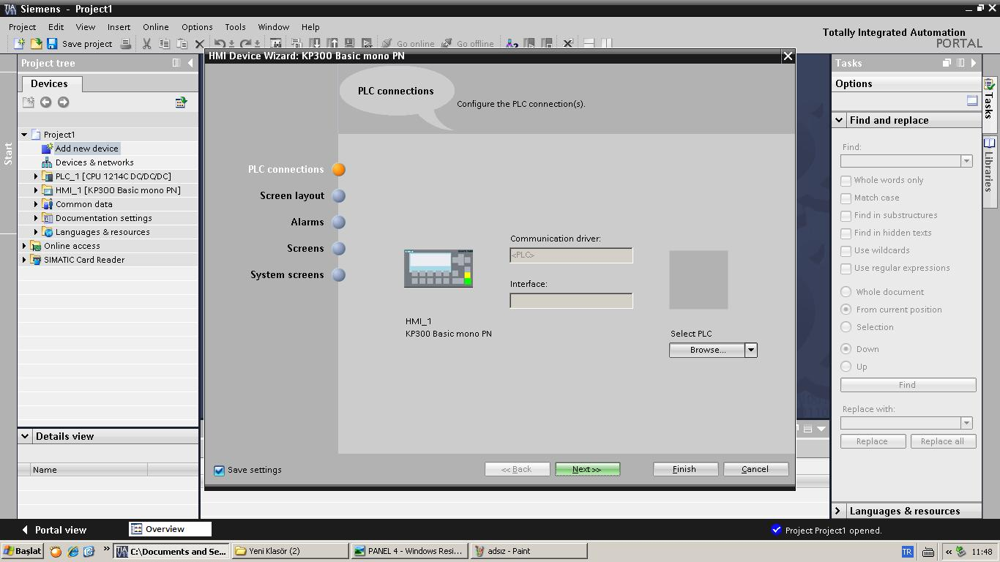 Siemens - Project1
Project Edit View Insert Online Options Tools Window Help
Totally Integrated Automation
PORTAL
Save project
Go online
Go offline
HMI Device Wizard: KP300 Basic mono PN
Project tree
Devices
Start
Project1
Add new device
Devices & networks
PLC_1 [CPU 1214C DC/DC/DC]
HMI_1 [KP300 Basic mono PN]
Common data
Documentation settings
Languages & resources
Online access
SIMATIC Card Reader
Details view
Name
PLC connections
Configure the PLC connection(s).
PLC connections
Screen layout
Alarms
Screens
System screens
Communication driver:
<PLC>
Interface:
HMI_1
KP300 Basic mono PN
Select PLC
Browse...
Save settings
<< Back
Next >>
Finish
Cancel
Tasks
Options
Find and replace
Find:
Whole words only
Match case
Find in substructures
Find in hidden texts
Use wildcards
Use regular expressions
Whole document
From current position
Selection
Down
Up
Find
Replace with:
Replace
Replace all
Languages & resources
Tasks
Libraries
Portal view
Overview
Project Project1 opened.
Başlat
»
C:\Documents and Se...
Yeni Klasör (2)
PANEL 4 - Windows Resi...
adsız - Paint
TR
«
11:48